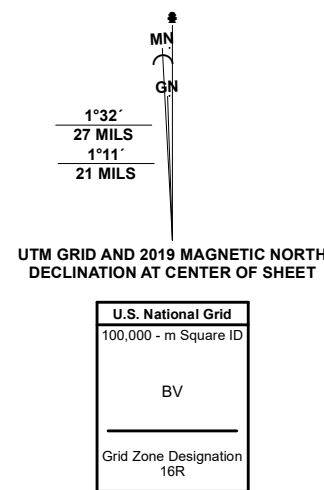 MN
GN
1°32´
27 MILS
1°11´
21 MILS
UTM GRID AND 2019 MAGNETIC NORTH
DECLINATION AT CENTER OF SHEET
U.S. National Grid
100,000 - m Square ID
BV
Grid Zone Designation
16R